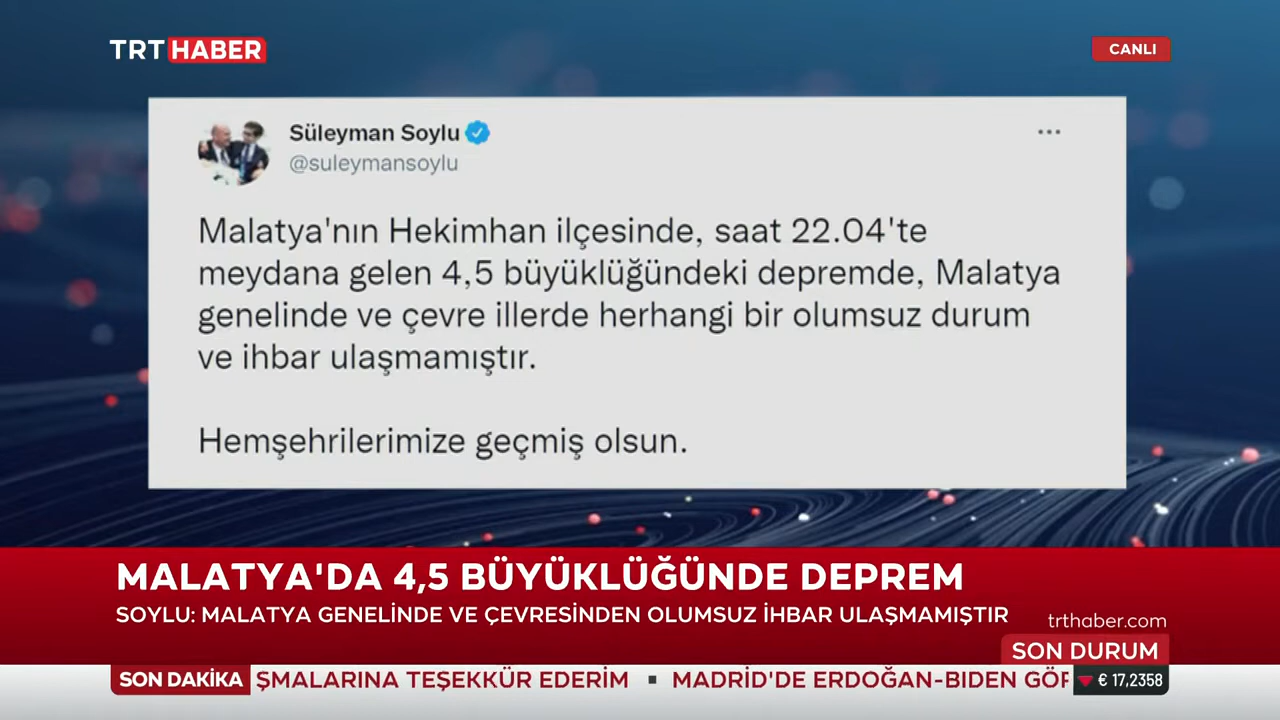 TRT HABER
CANLI
Süleyman Soylu
@suleymansoylu
Malatya'nın Hekimhan ilçesinde, saat 22.04'te
meydana gelen 4,5 büyüklüğündeki depremde, Malatya
genelinde ve çevre illerde herhangi bir olumsuz durum
ve ihbar ulaşmamıştır.
Hemşehrilerimize geçmiş olsun.
MALATYA'DA 4,5 BÜYÜKLÜĞÜNDE DEPREM
SOYLU: MALATYA GENELİNDE VE ÇEVRESİNDEN OLUMSUZ İHBAR ULAŞMAMIŞTIR
trthaber.com
SON DURUM
SON DAKİKA ŞMALARINA TEŞEKKÜR EDERİM ▪ MADRİD'DE ERDOĞAN-BIDEN GÖR € 17,2358